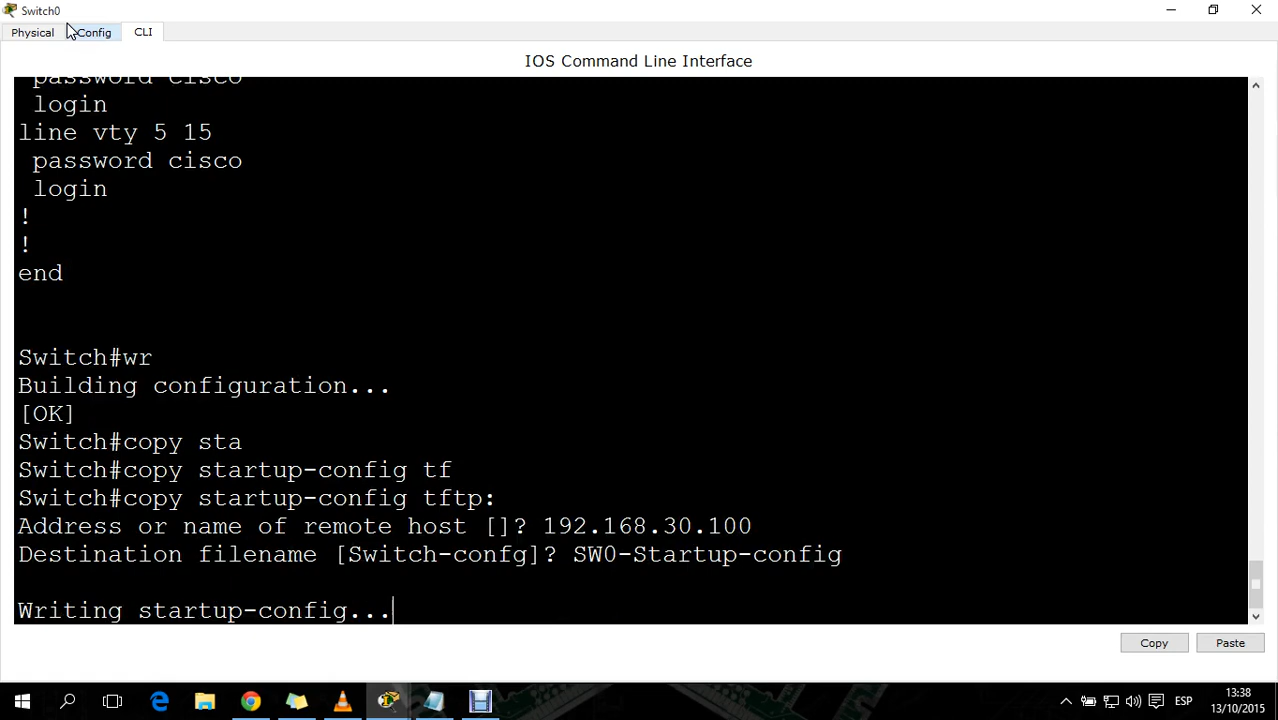 Switch0
Physical Config CLI
IOS Command Line Interface
password cisco
login
line vty 5 15
password cisco
login
!
!
end
Switch#wr
Building configuration...
[OK]
Switch#copy sta
Switch#copy startup-config tf
Switch#copy startup-config tftp:
Address or name of remote host []? 192.168.30.100
Destination filename [Switch-confg]? SW0-Startup-config
Writing startup-config...
Copy Paste
ESP
13:38
13/10/2015